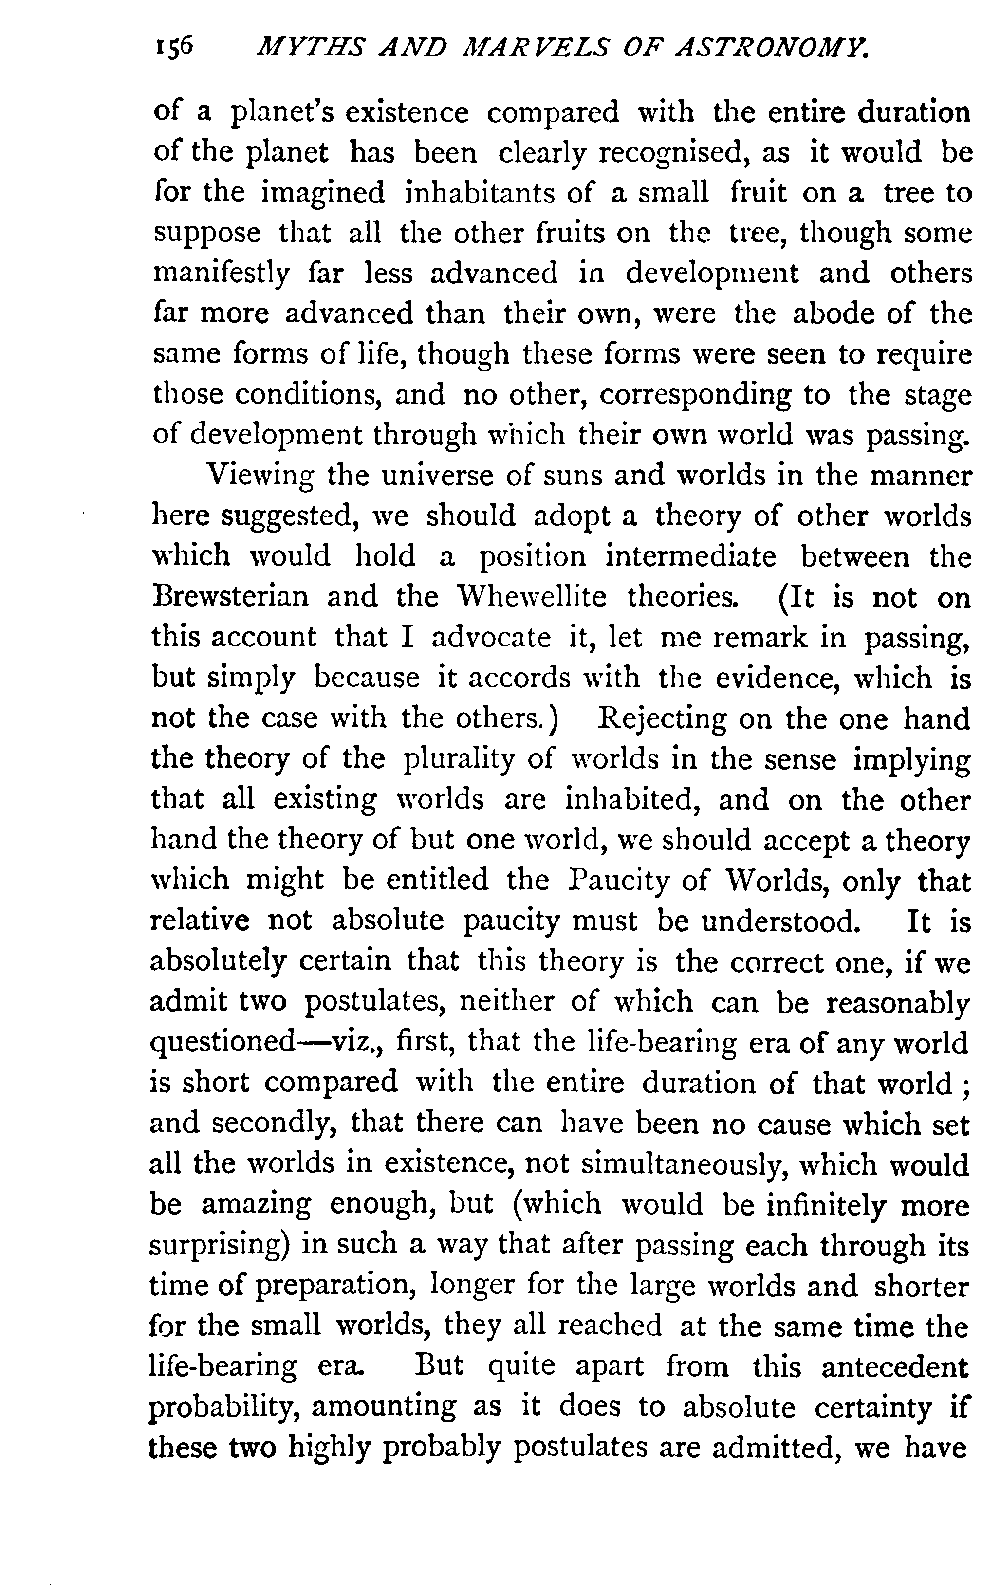 156 MYTHS AND MARVELS OF ASTRONOMY.
of a planet's existence compared with the entire duration
of the planet has been clearly recognised, as it would be
for the imagined inhabitants of a small fruit on a tree to
suppose that all the other fruits on the tree, though some
manifestly far less advanced in development and others
far more advanced than their own, were the abode of the
same forms of life, though these forms were seen to require
those conditions, and no other, corresponding to the stage
of development through which their own world was passing.
Viewing the universe of suns and worlds in the manner
here suggested, we should adopt a theory of other worlds
which would hold a position intermediate between the
Brewsterian and the Whewellite theories. (It is not on
this account that I advocate it, let me remark in passing,
but simply because it accords with the evidence, which is
not the case with the others.) Rejecting on the one hand
the theory of the plurality of worlds in the sense implying
that all existing worlds are inhabited, and on the other
hand the theory of but one world, we should accept a theory
which might be entitled the Paucity of Worlds, only that
relative not absolute paucity must be understood. It is
absolutely certain that this theory is the correct one, if we
admit two postulates, neither of which can be reasonably
questioned—viz., first, that the life-bearing era of any world
is short compared with the entire duration of that world ;
and secondly, that there can have been no cause which set
all the worlds in existence, not simultaneously, which would
be amazing enough, but (which would be infinitely more
surprising) in such a way that after passing each through its
time of preparation, longer for the large worlds and shorter
for the small worlds, they all reached at the same time the
life-bearing era. But quite apart from this antecedent
probability, amounting as it does to absolute certainty if
these two highly probably postulates are admitted, we have